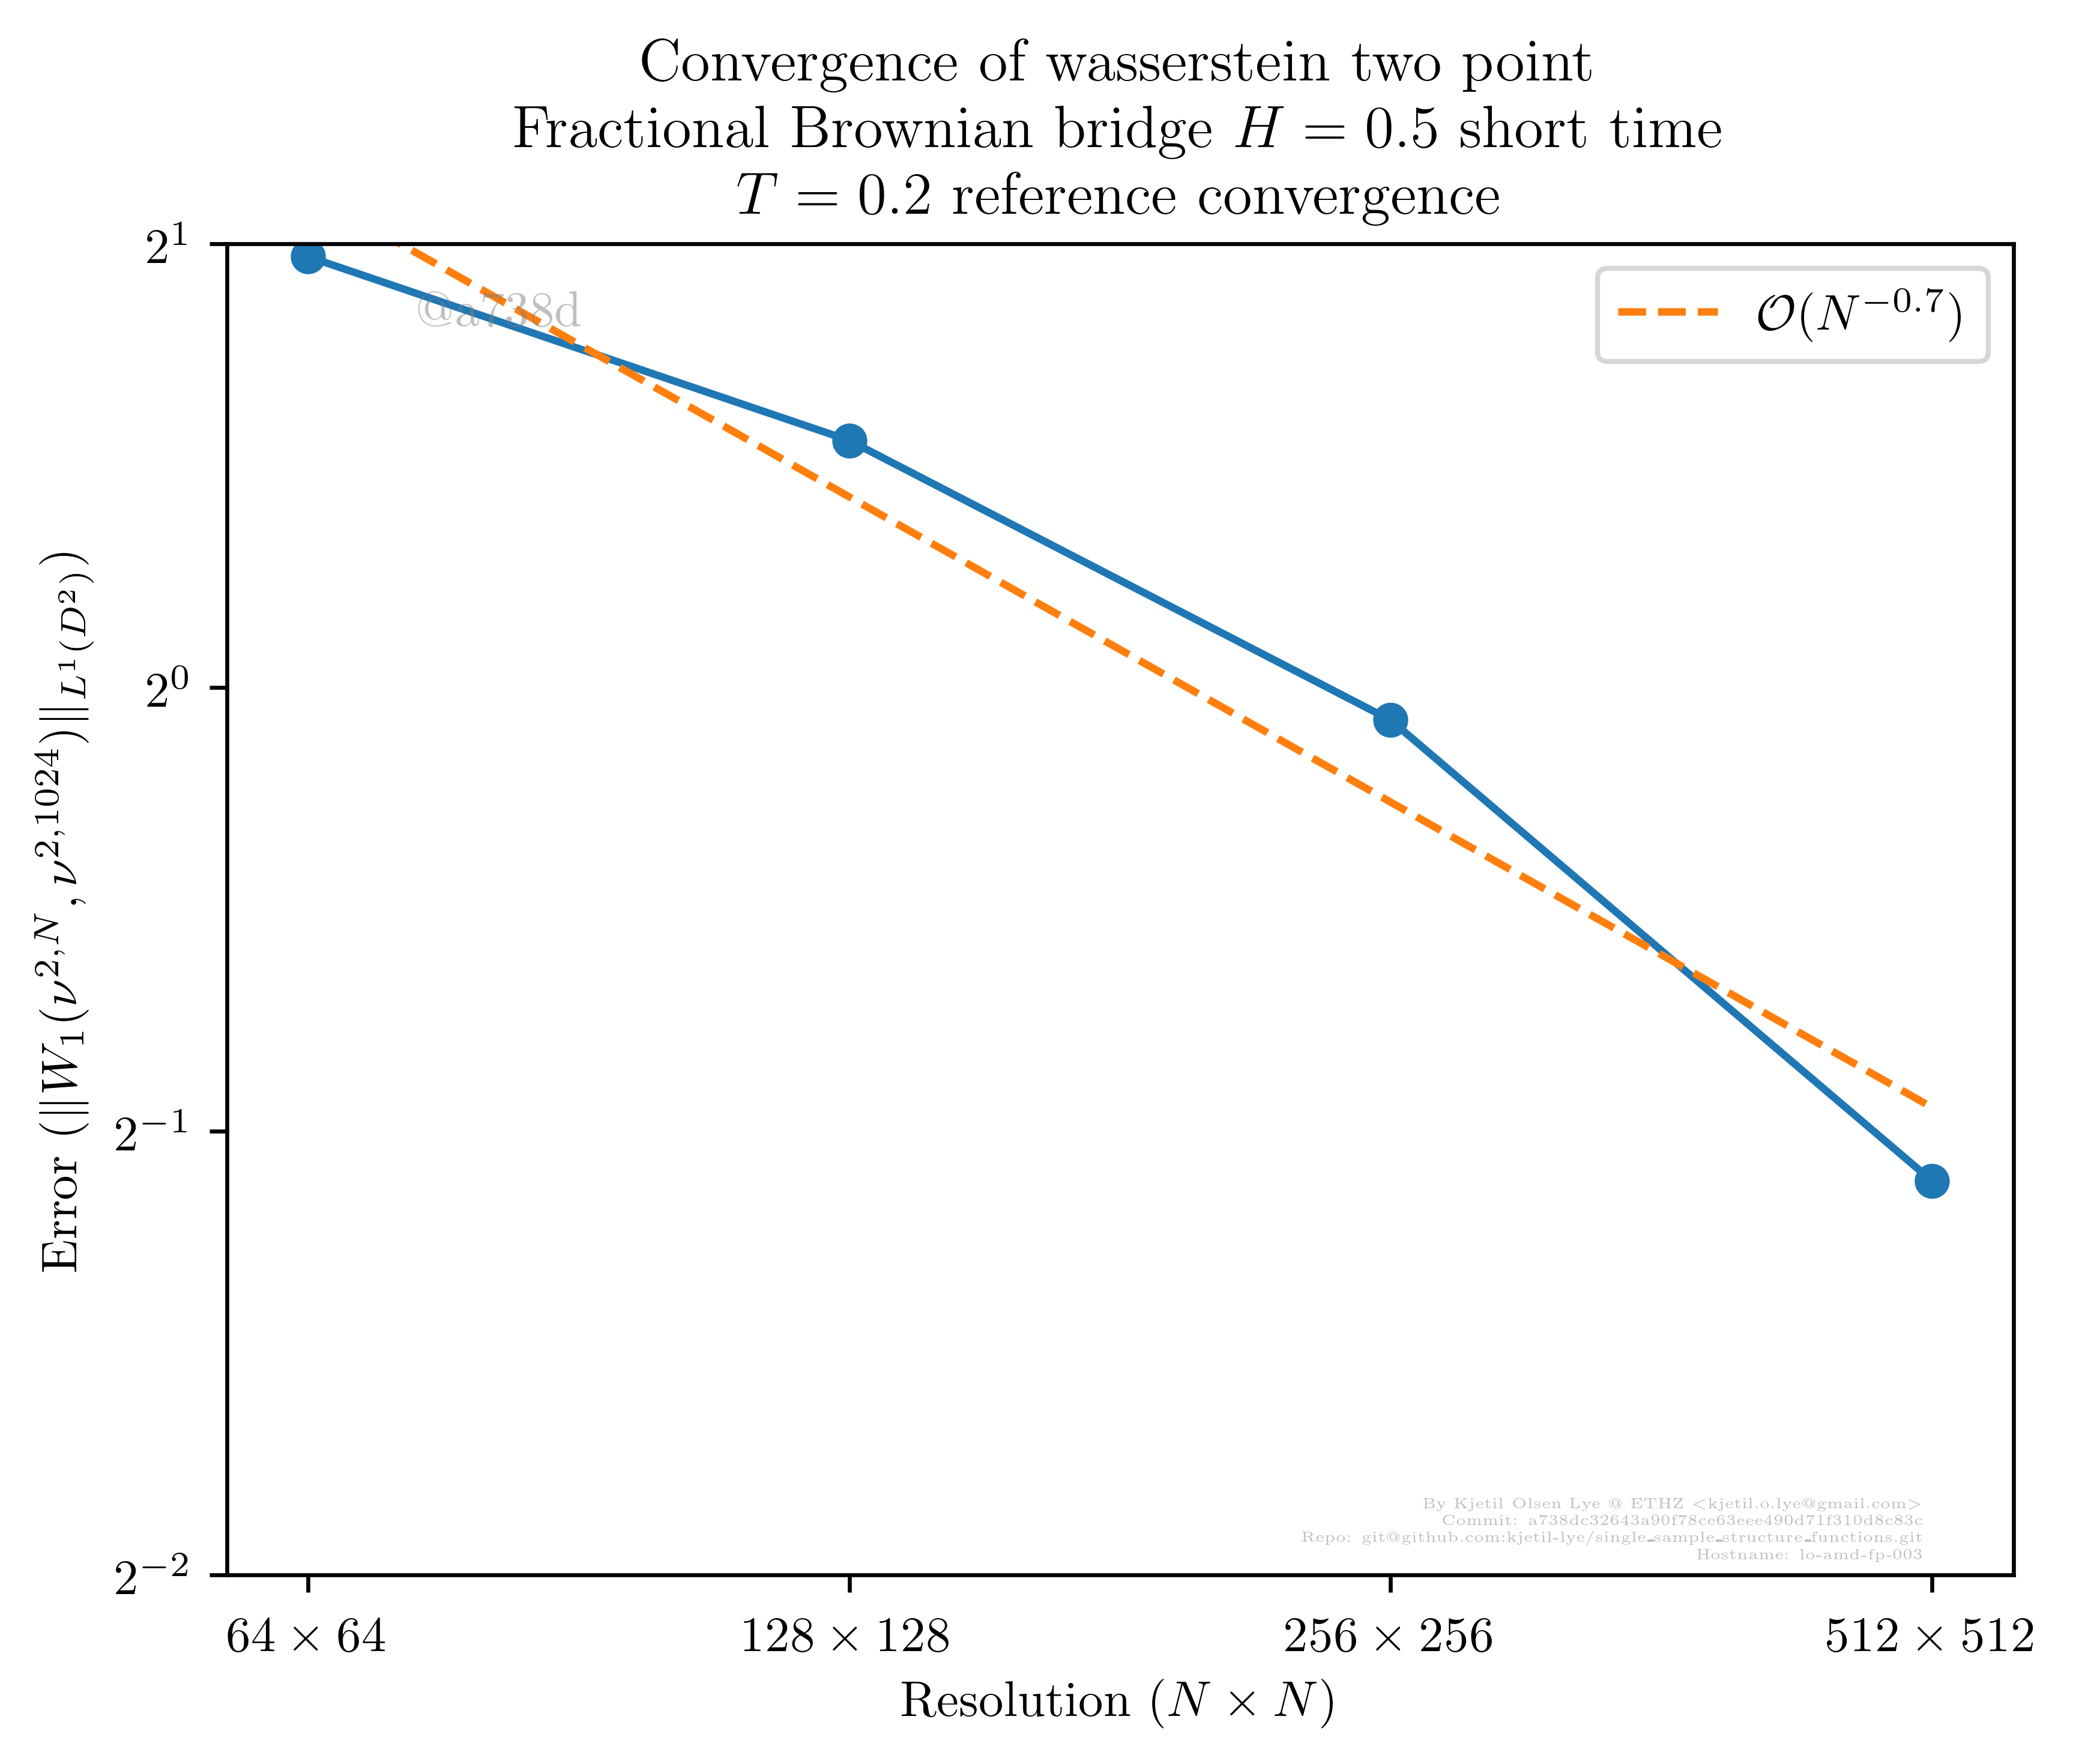 Convergence of wasserstein two point
Fractional Brownian bridge H = 0.5 short time
T = 0.2 reference convergence
2^1
2^0
2^{-1}
2^{-2}
Error (||W_1(ν^{2,N}, ν^{2,1024})||_{L^1(D^2)})
@a738d
O(N^{-0.7})
By Kjetil Olsen Lye @ ETHZ <kjetil.o.lye@gmail.com>
Commit: a738dc32643a90f78ce63eee490d71f310d8c83c
Repo: git@github.com:kjetil-lye/single_sample_structure_functions.git
Hostname: lo-amd-fp-003
64 × 64
128 × 128
256 × 256
512 × 512
Resolution (N × N)